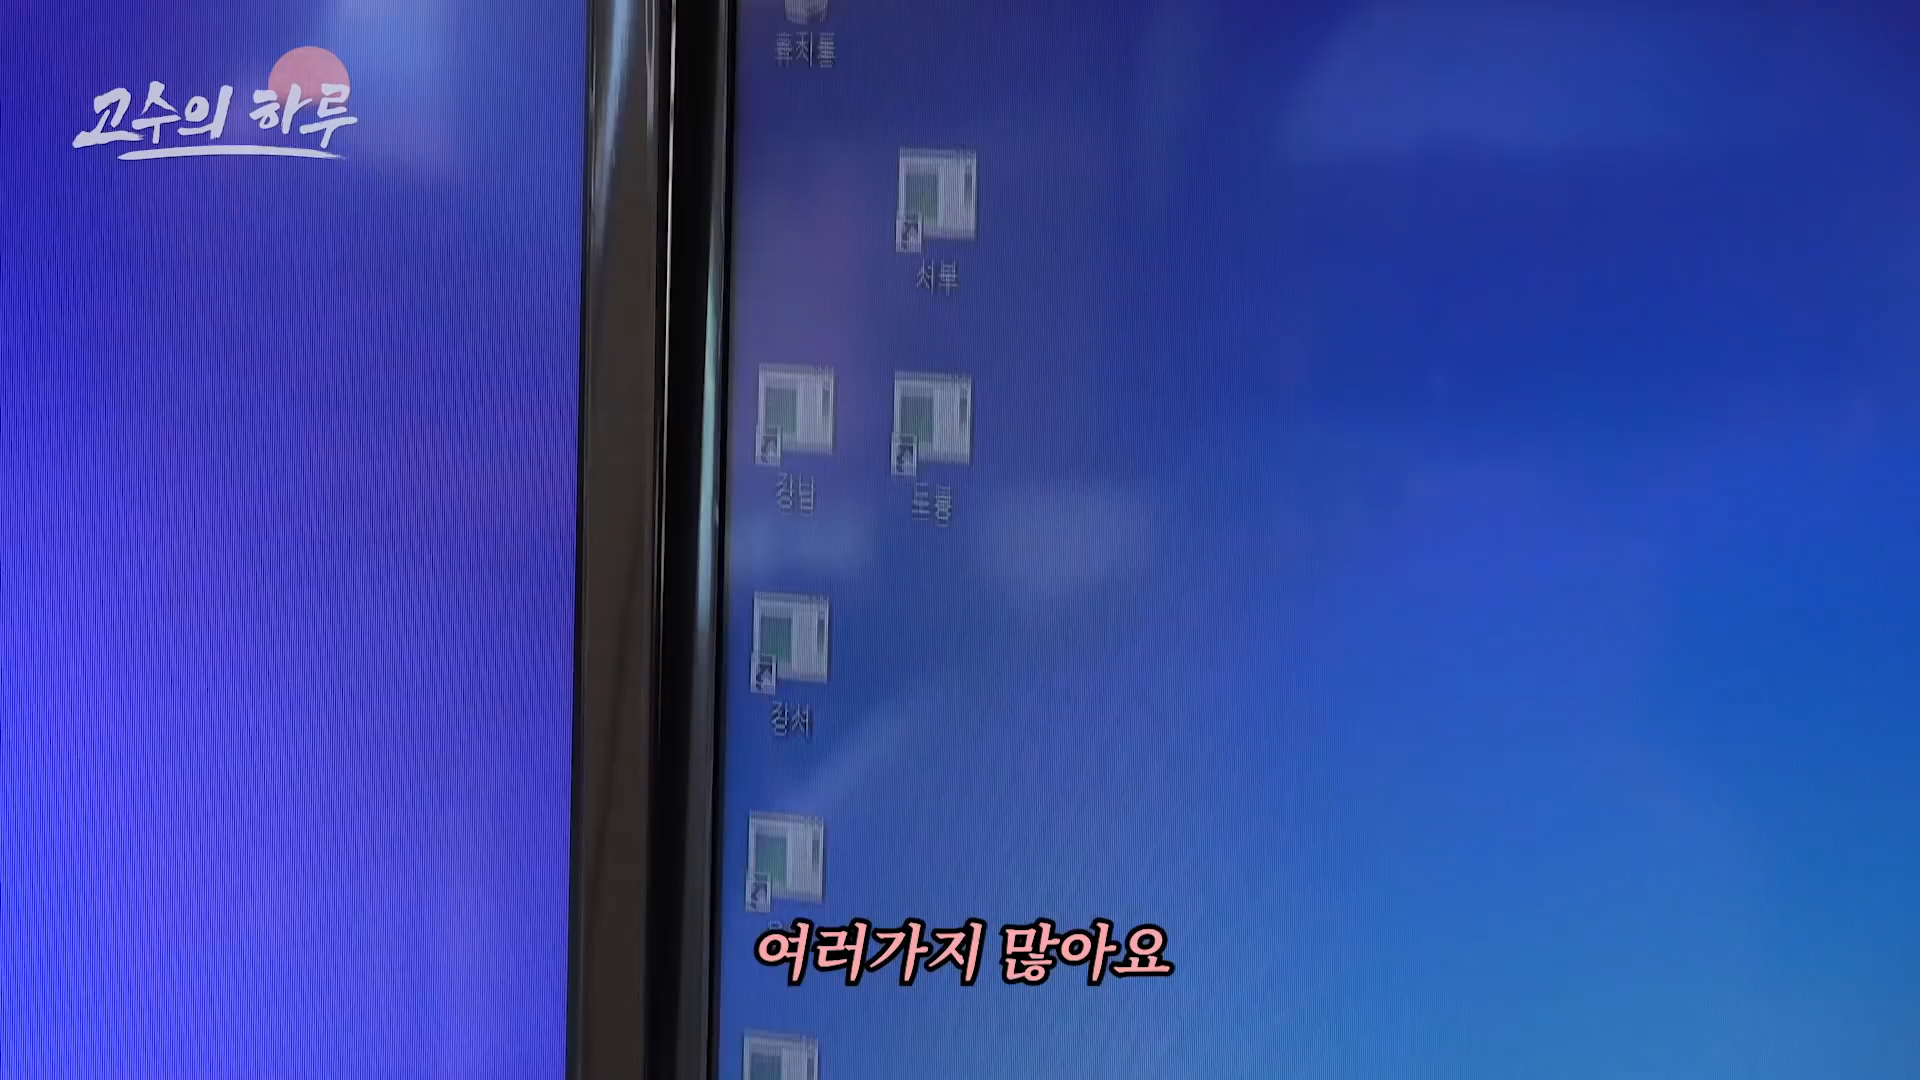 고수의 하루
휴지통
서부
강남
도봉
강서
여러가지 많아요